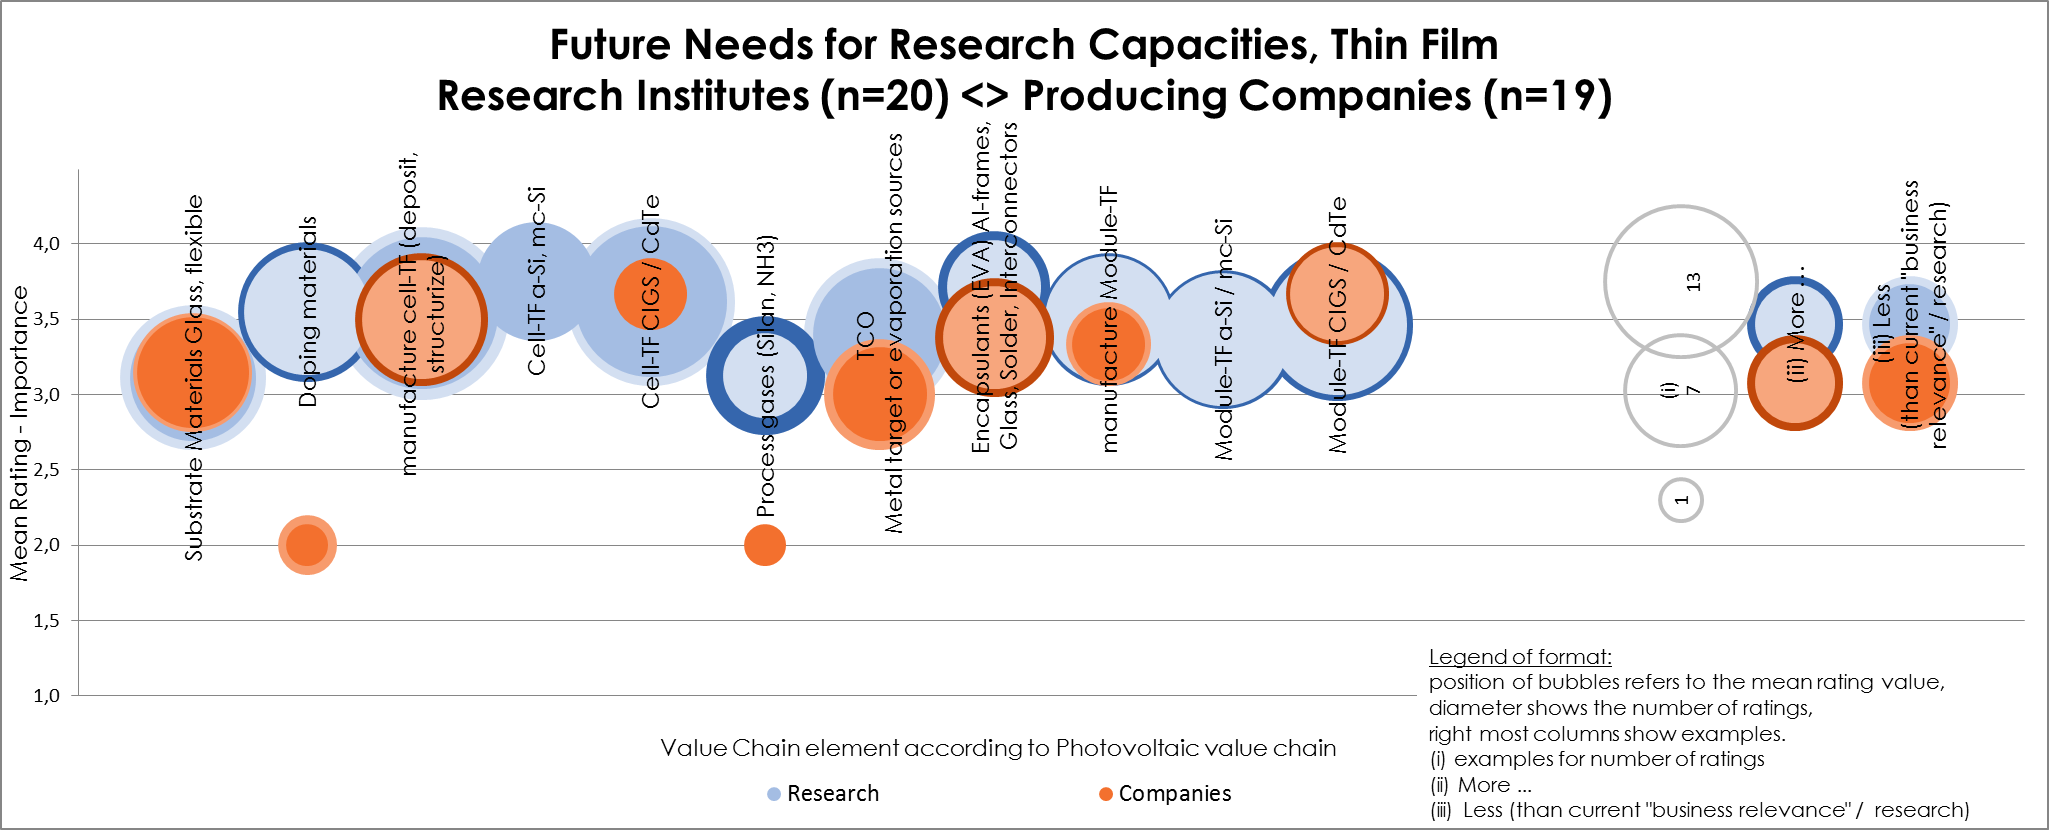 Future Needs for Research Capacities, Thin Film
Research Institutes (n=20) <> Producing Companies (n=19)
Mean Rating - Importance
4,0
3,5
3,0
2,5
2,0
1,5
1,0
Substrate Materials Glass, flexible
Doping materials
manufacture cell-TF (deposit,
structurize)
Cell-TF a-Si, mc-Si
Cell-TF CIGS / CdTe
Process gases (Silan, NH3)
TCO
Metal target or evaporation sources
Encapsulants (EVA) Al-frames,
Glass, Solder, Interconnectors
manufacture Module-TF
Module-TF a-Si / mc-Si
Module-TF CIGS / CdTe
13
(i)
7
1
(ii) More ...
(iii) Less
(than current "business
relevance" / research)
Value Chain element according to Photovoltaic value chain
Research
Companies
Legend of format:
position of bubbles refers to the mean rating value,
diameter shows the number of ratings,
right most columns show examples.
(i) examples for number of ratings
(ii) More ...
(iii) Less (than current "business relevance" / research)